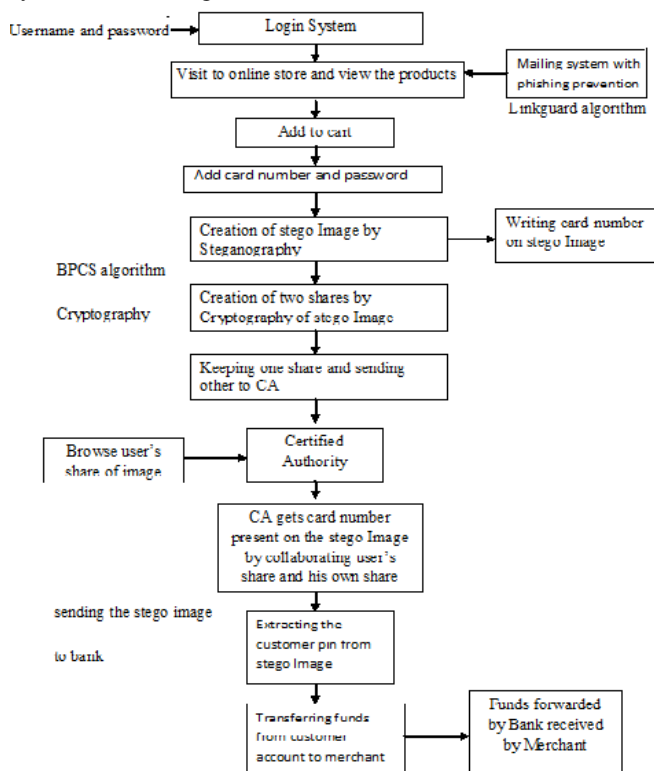 Login System
Username and password
Visit to online store and view the products
Mailing system with
phishing prevention
Linkguard algorithm
Add to cart
Add card number and password
Creation of stego Image by
Steganography
Writing card number
on stego Image
BPCS algorithm
Creation of two shares by
Cryptography of stego Image
Cryptography
Keeping one share and sending
other to CA
Certified
Authority
Browse user's
share of image
CA gets card number
present on the stego Image
by collaborating user's
share and his own share
sending the stego image
to bank
Extracting the
customer pin from
stego Image
Transferring funds
from customer
account to merchant
Funds forwarded
by Bank received
by Merchant